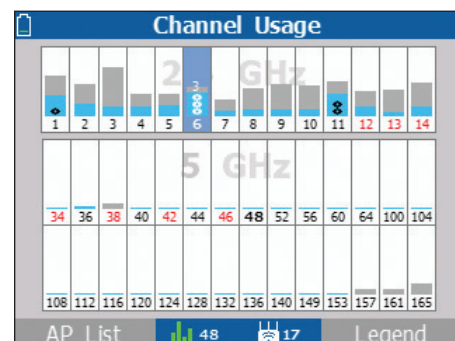 Channel Usage
2.4 GHz
1 2 3 4 5 6 7 8 9 10 11 12 13 14
5 GHz
34 36 38 40 42 44 46 48 52 56 60 64 100 104
108 112 116 120 124 128 132 136 140 149 153 157 161 165
AP List 48 17 Legend